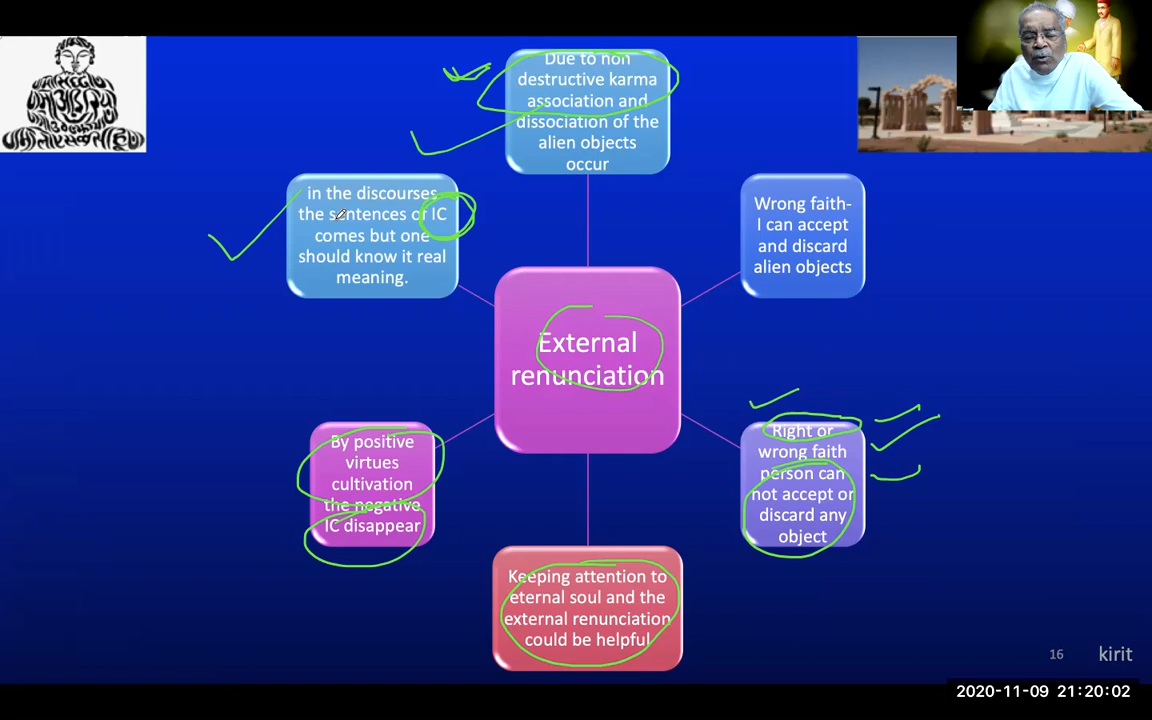 Due to non
destructive karma
association and
dissociation of the
alien objects
occur
in the discourses
the sentences of IC
comes but one
should know it real
meaning.
Wrong faith-
I can accept
and discard
alien objects
External
renunciation
By positive
virtues
cultivation
the negative
IC disappear
Right or
wrong faith
person can
not accept or
discard any
object
Keeping attention to
eternal soul and the
external renunciation
could be helpful
16
kirit
2020-11-09 21:20:02